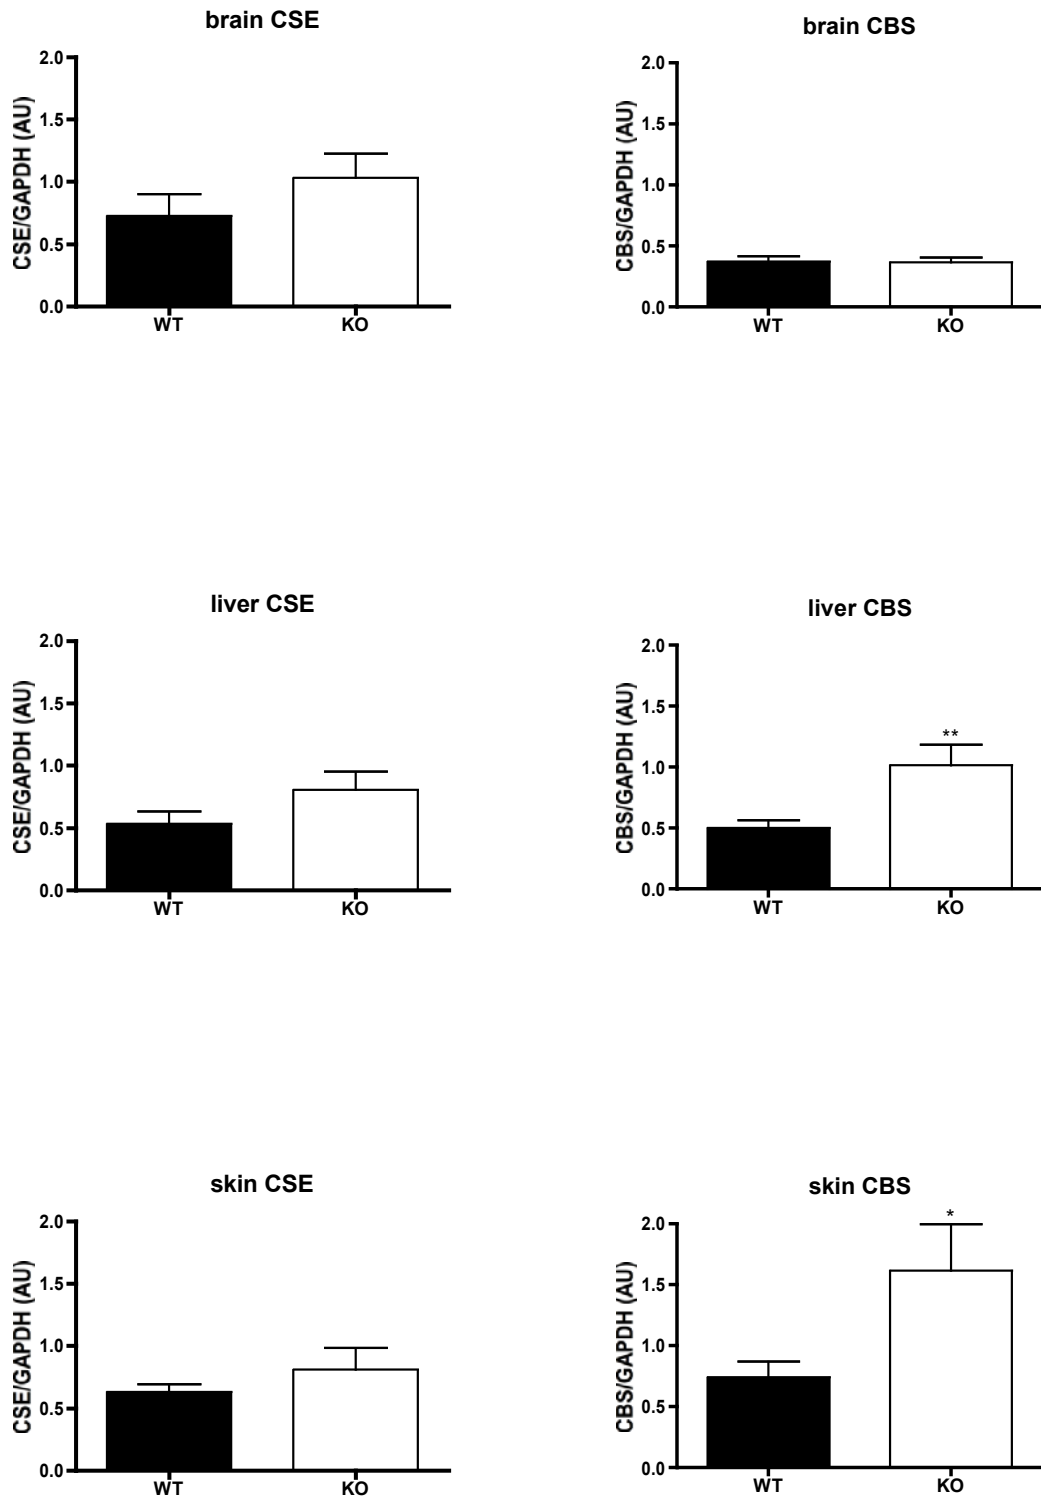 brain CSE
CSE/GAPDH (AU)
2.0
1.5
1.0
0.5
0.0
WT KO
brain CBS
CBS/GAPDH (AU)
2.0
1.5
1.0
0.5
0.0
WT KO
liver CSE
CSE/GAPDH (AU)
2.0
1.5
1.0
0.5
0.0
WT KO
liver CBS
CBS/GAPDH (AU)
2.0
1.5
1.0
0.5
0.0
**
WT KO
skin CSE
CSE/GAPDH (AU)
2.0
1.5
1.0
0.5
0.0
WT KO
skin CBS
CBS/GAPDH (AU)
2.0
1.5
1.0
0.5
0.0
*
WT KO